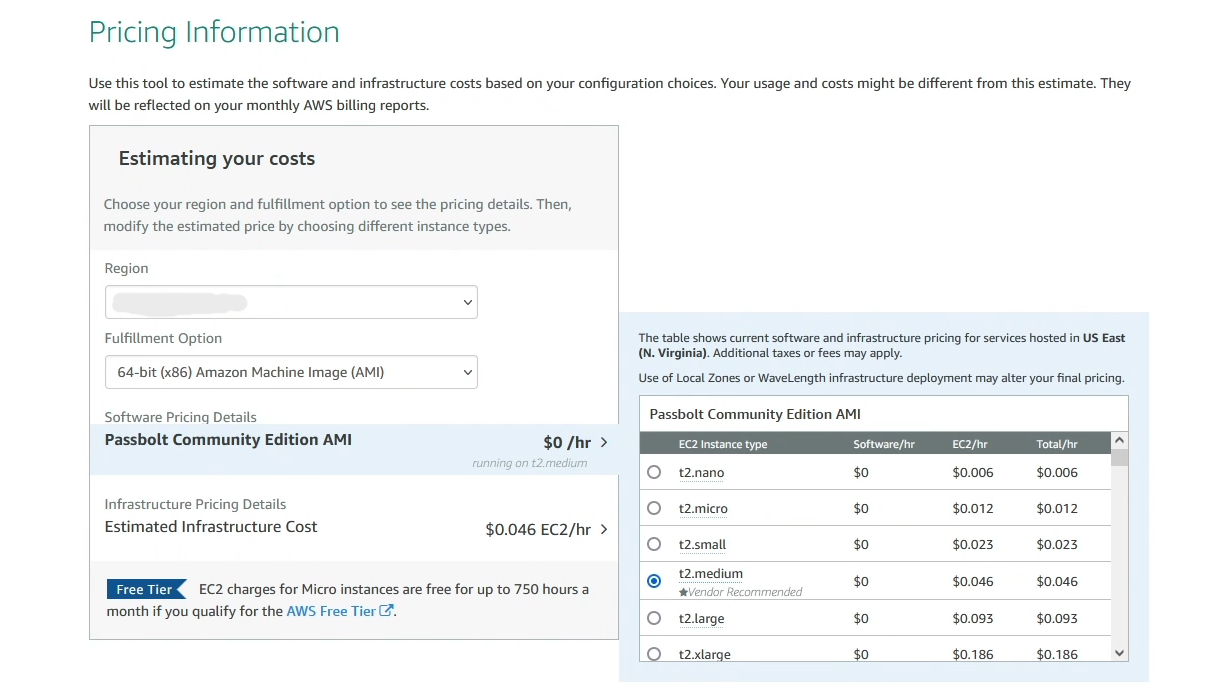 Pricing Information
Use this tool to estimate the software and infrastructure costs based on your configuration choices. Your usage and costs might be different from this estimate. They
will be reflected on your monthly AWS billing reports.
Estimating your costs
Choose your region and fulfillment option to see the pricing details. Then,
modify the estimated price by choosing different instance types.
Region
Fulfillment Option
64-bit (x86) Amazon Machine Image (AMI)
Software Pricing Details
Passbolt Community Edition AMI $0 /hr >
running on t2.medium
Infrastructure Pricing Details
Estimated Infrastructure Cost $0.046 EC2/hr >
Free Tier EC2 charges for Micro instances are free for up to 750 hours a
month if you qualify for the AWS Free Tier.
The table shows current software and infrastructure pricing for services hosted in US East
(N. Virginia). Additional taxes or fees may apply.
Use of Local Zones or WaveLength infrastructure deployment may alter your final pricing.
Passbolt Community Edition AMI
EC2 Instance type Software/hr EC2/hr Total/hr
t2.nano $0 $0.006 $0.006
t2.micro $0 $0.012 $0.012
t2.small $0 $0.023 $0.023
t2.medium $0 $0.046 $0.046
★Vendor Recommended
t2.large $0 $0.093 $0.093
t2.xlarge $0 $0.186 $0.186